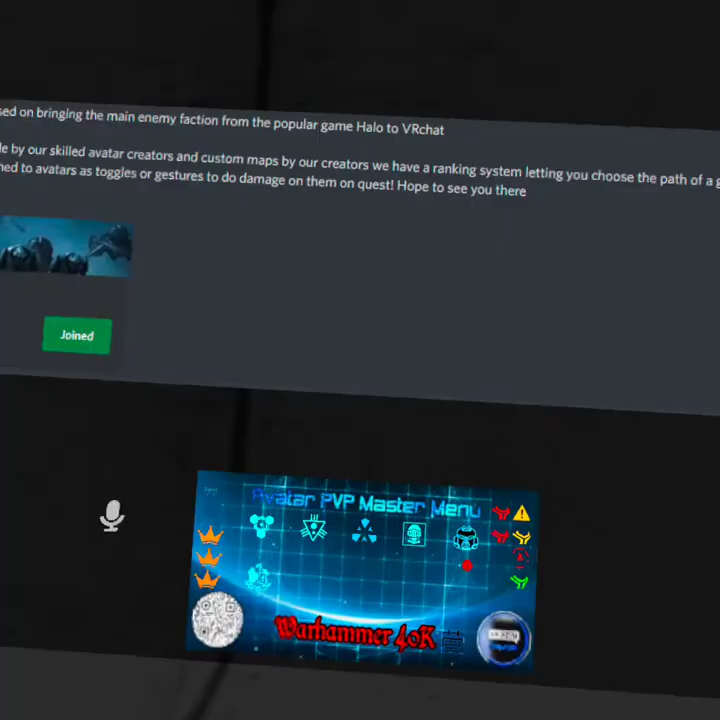 sed on bringing the main enemy faction from the popular game Halo to VRchat
le by our skilled avatar creators and custom maps by our creators we have a ranking system letting you choose the path of a g
ned to avatars as toggles or gestures to do damage on them on quest! Hope to see you there
Joined
Avatar PVP Master Menu
Warhammer 40K